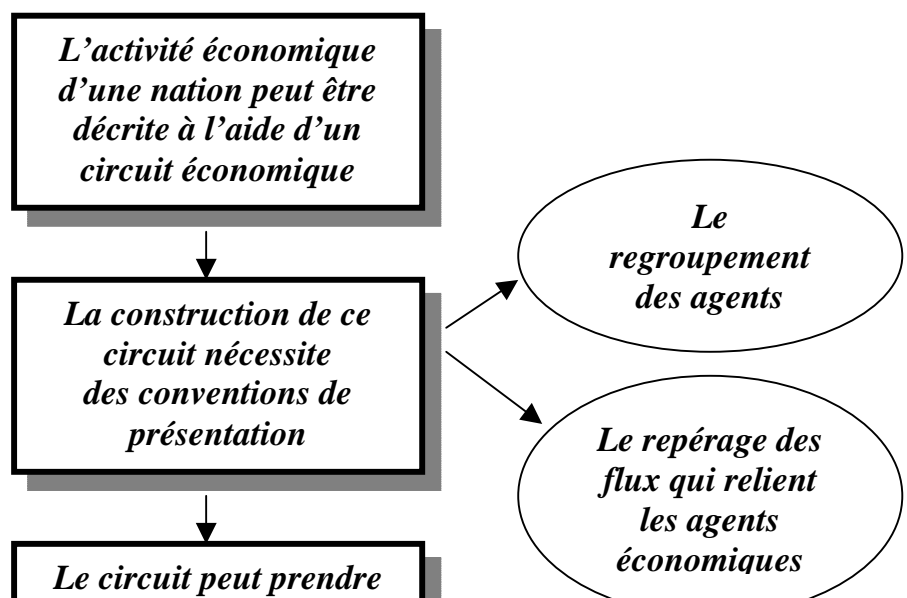 L’activité économique
d’une nation peut être
décrite à l’aide d’un
circuit économique
La construction de ce
circuit nécessite
des conventions de
présentation
Le
regroupement
des agents
Le repérage des
flux qui relient
les agents
économiques
Le circuit peut prendre